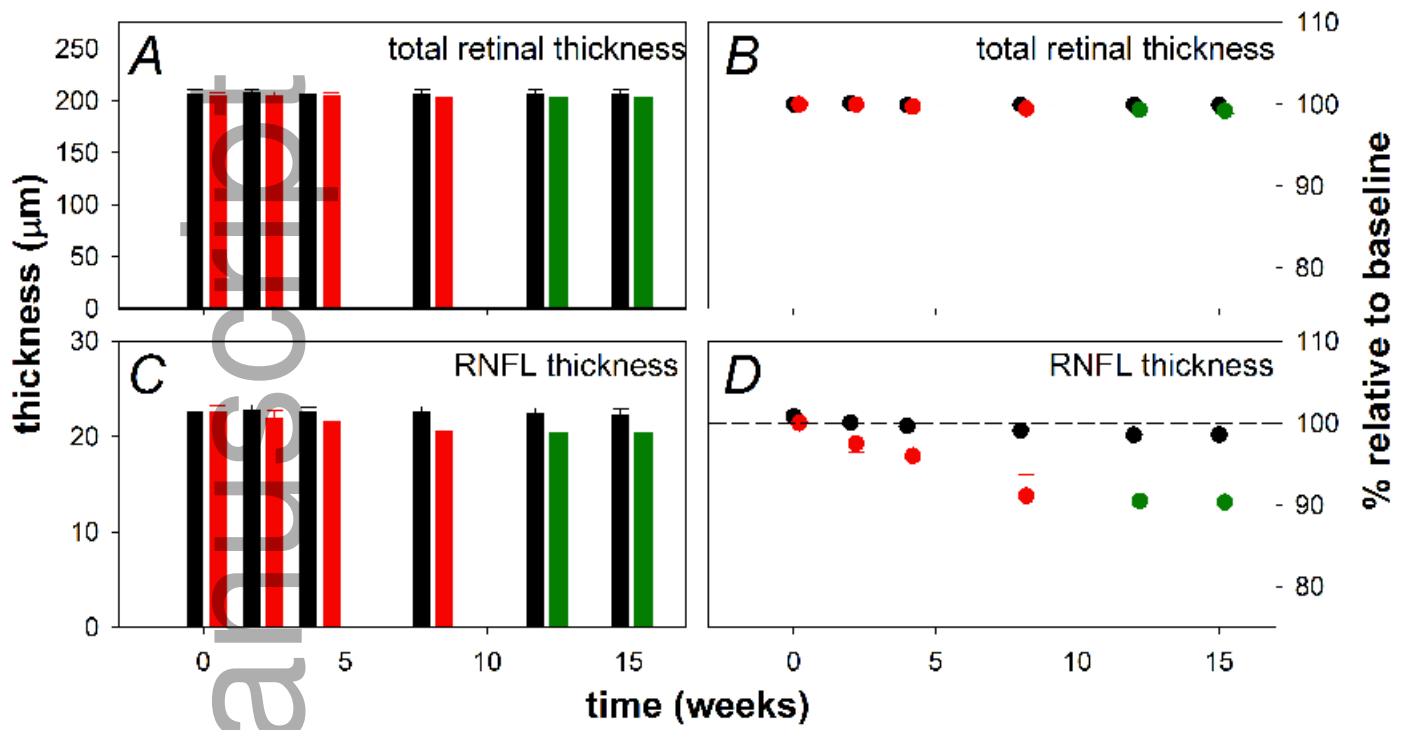 A
total retinal thickness
250
200
150
100
50
0
B
total retinal thickness
110
100
90
80
C
RNFL thickness
30
20
10
0
0
5
10
15
D
RNFL thickness
110
100
90
80
0
5
10
15
thickness (μm)
% relative to baseline
time (weeks)
anuscript